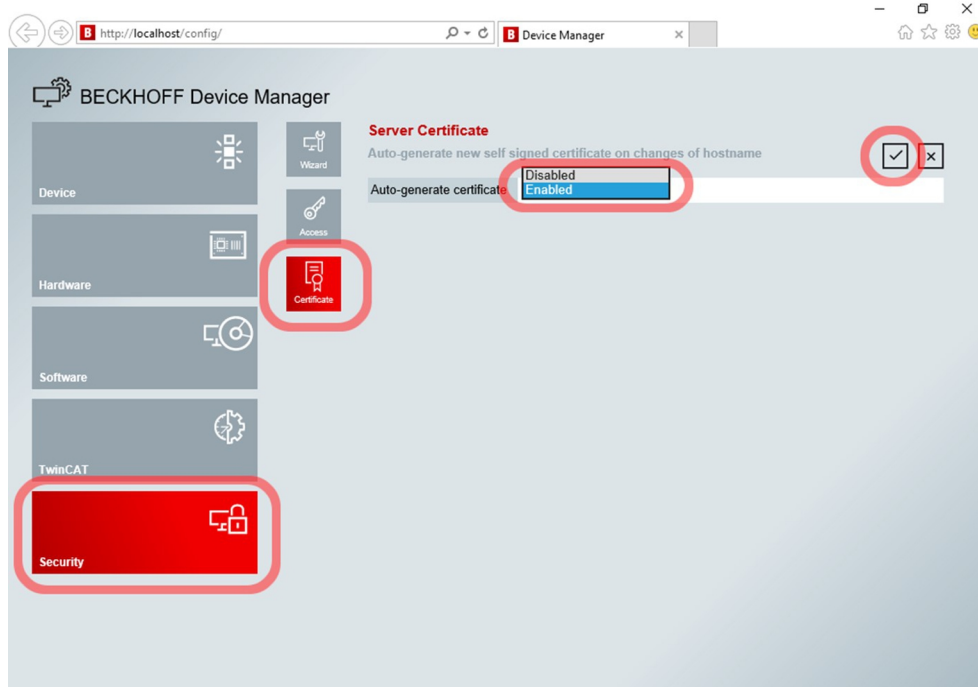 http://localhost/config/
Device Manager
BECKHOFF Device Manager
Device
Hardware
Software
TwinCAT
Security
Wizard
Access
Certificate
Server Certificate
Auto-generate new self signed certificate on changes of hostname
Auto-generate certificate
Disabled
Enabled